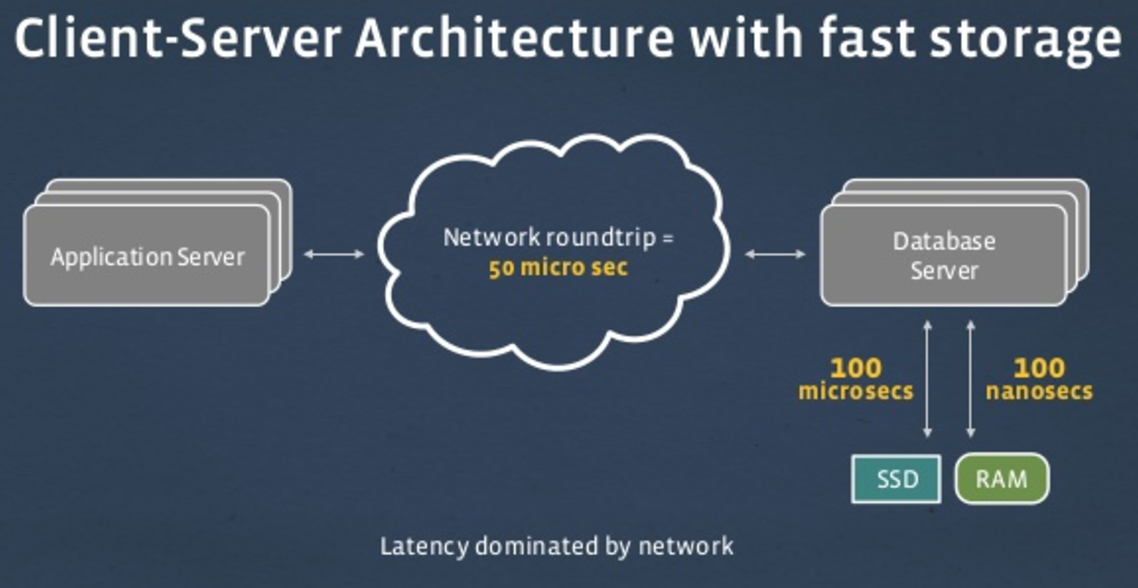 Client-Server Architecture with fast storage
Application Server
Network roundtrip =
50 micro sec
Database
Server
100
microsecs
100
nanosecs
SSD
RAM
Latency dominated by network